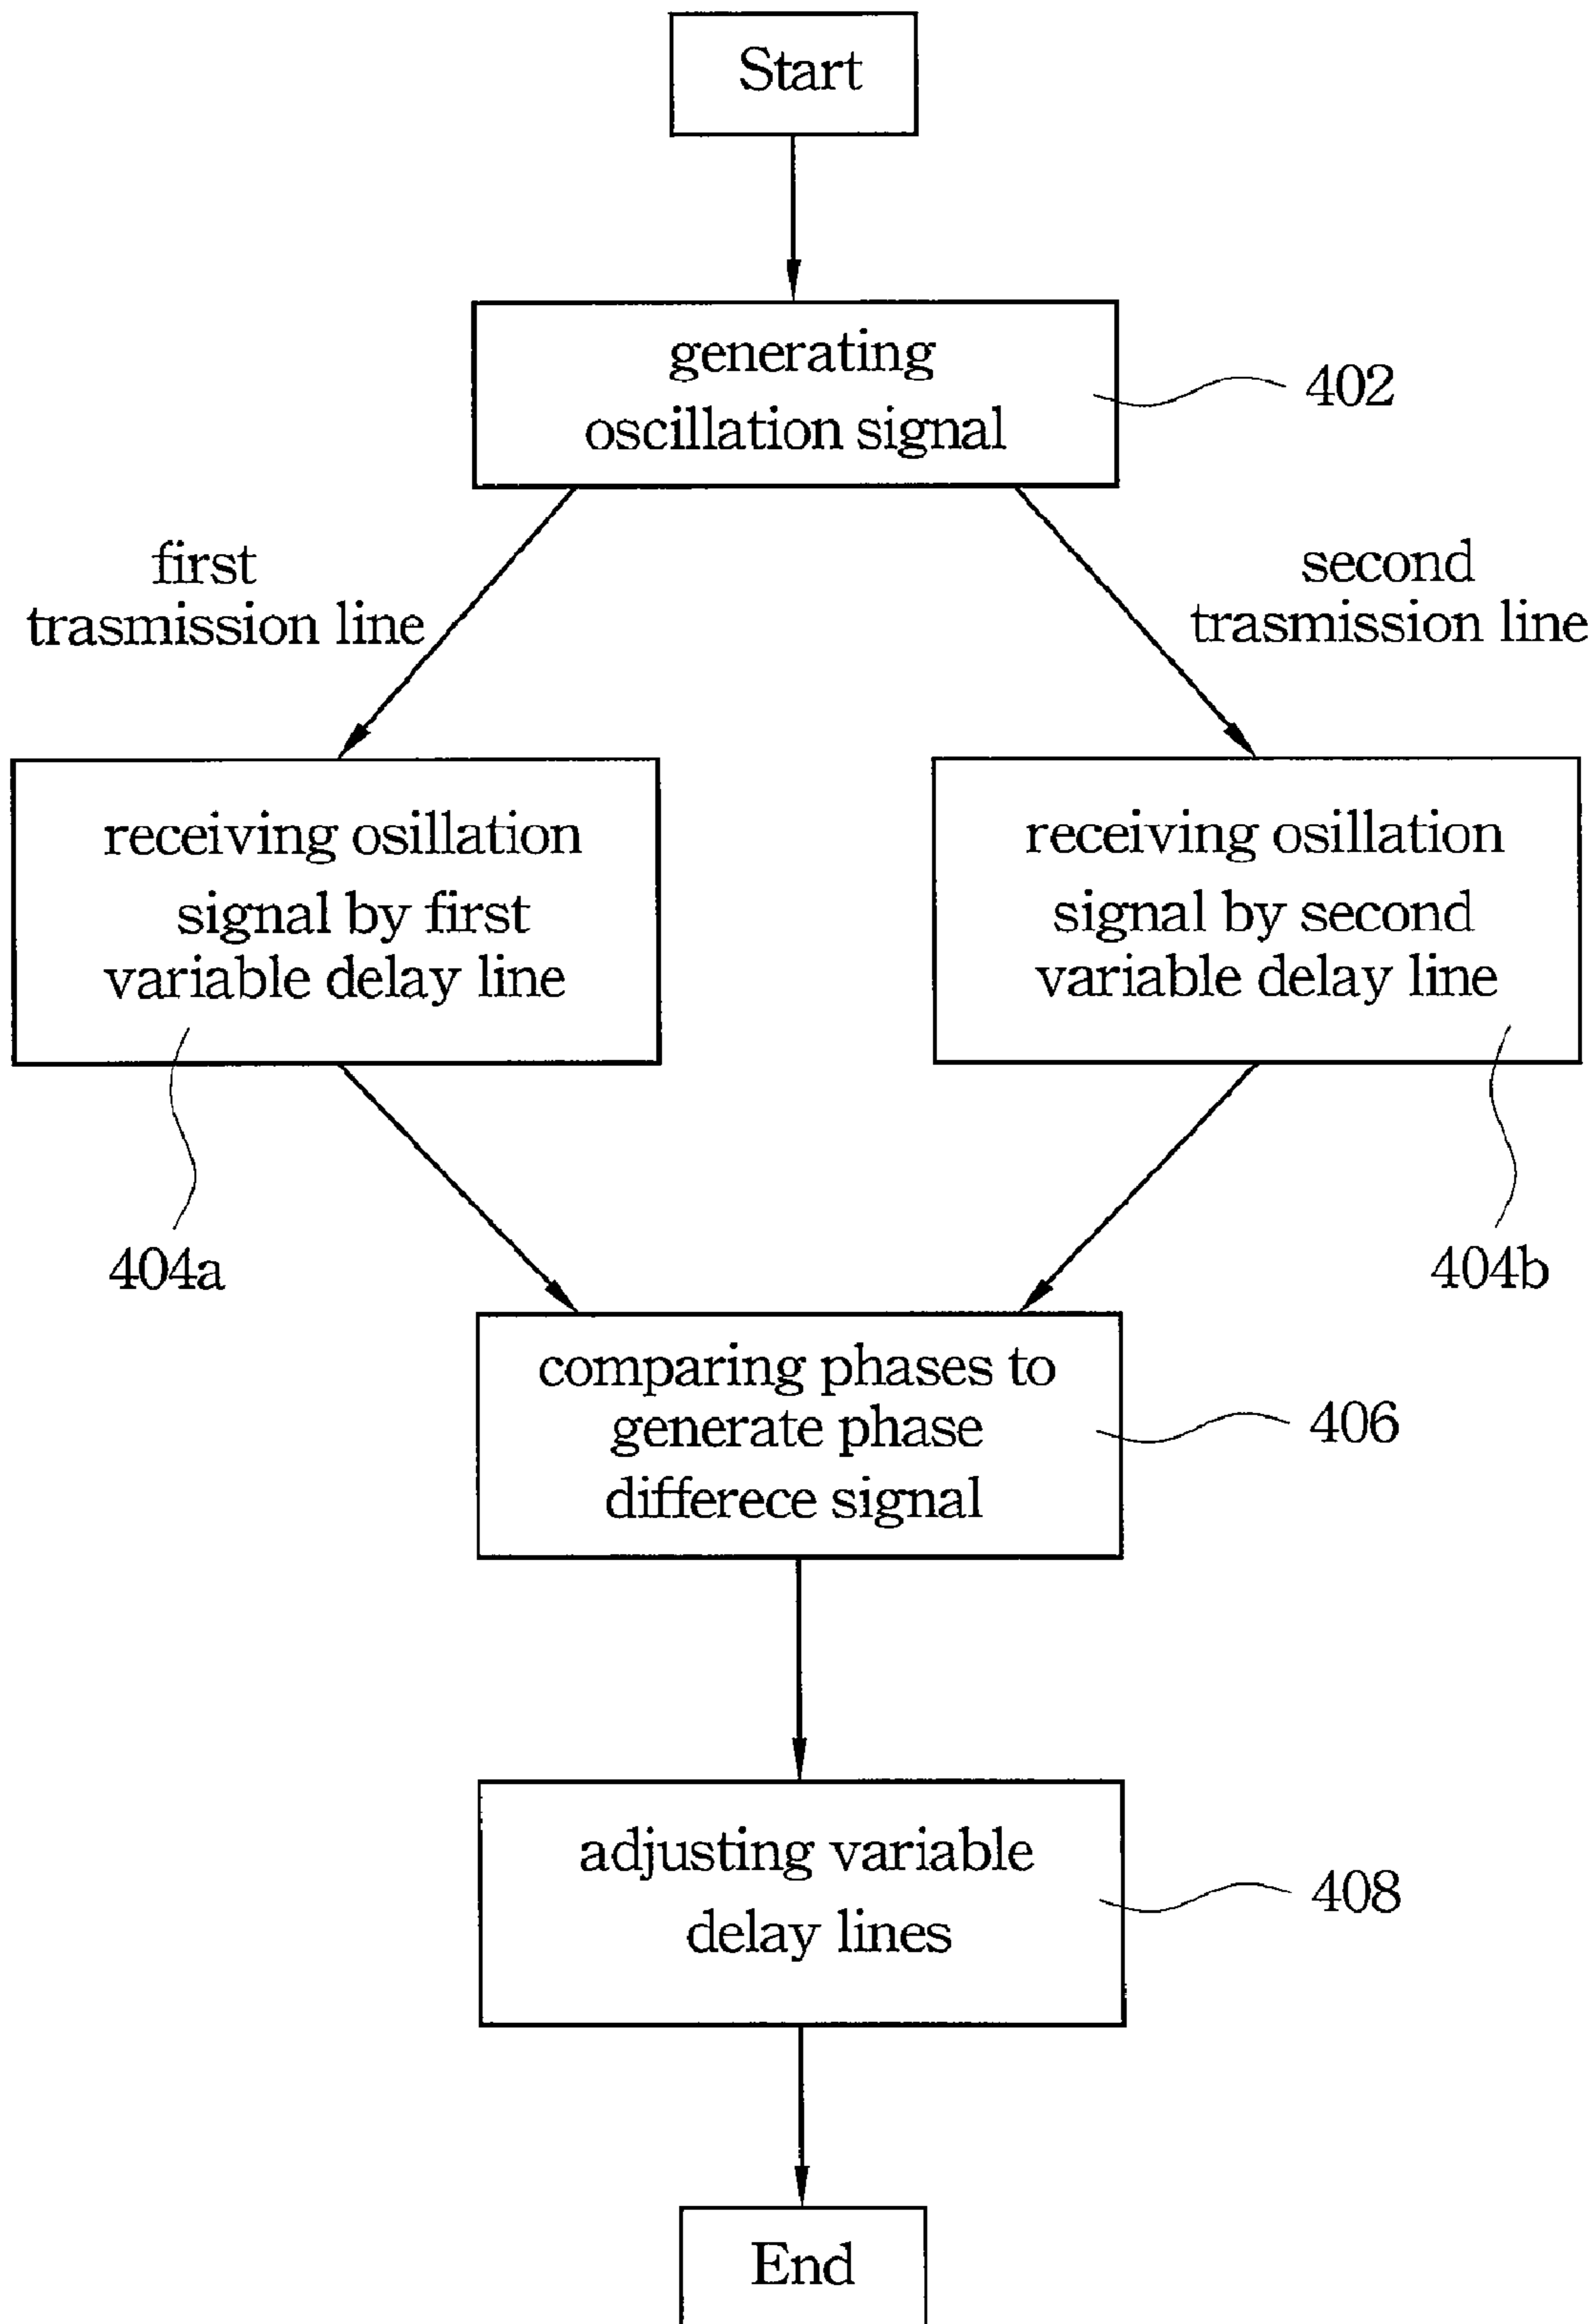 Start
generating
oscillation signal
402
first
trasmission line
second
trasmission line
receiving osillation
signal by first
variable delay line
receiving osillation
signal by second
variable delay line
404a
404b
comparing phases to
generate phase
differece signal
406
adjusting variable
delay lines
408
End